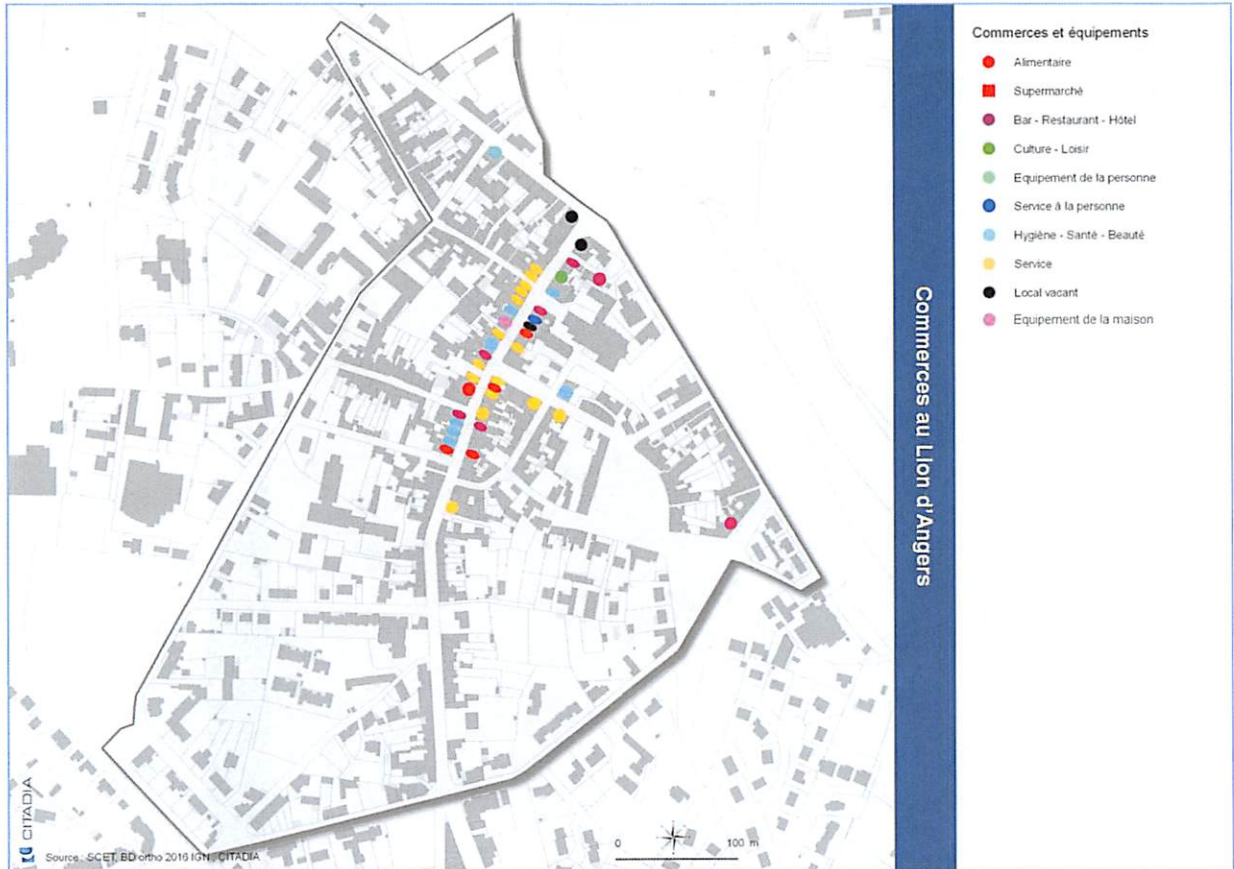 Commerces et équipements
Alimentaire
Supermarché
Bar - Restaurant - Hôtel
Culture - Loisir
Equipement de la personne
Service à la personne
Hygiène - Santé - Beauté
Service
Local vacant
Equipement de la maison
Commerces au Lion d'Angers
CITADIA
Source : SCET, BD ortho 2016 IGN, CITADIA
0 100 m